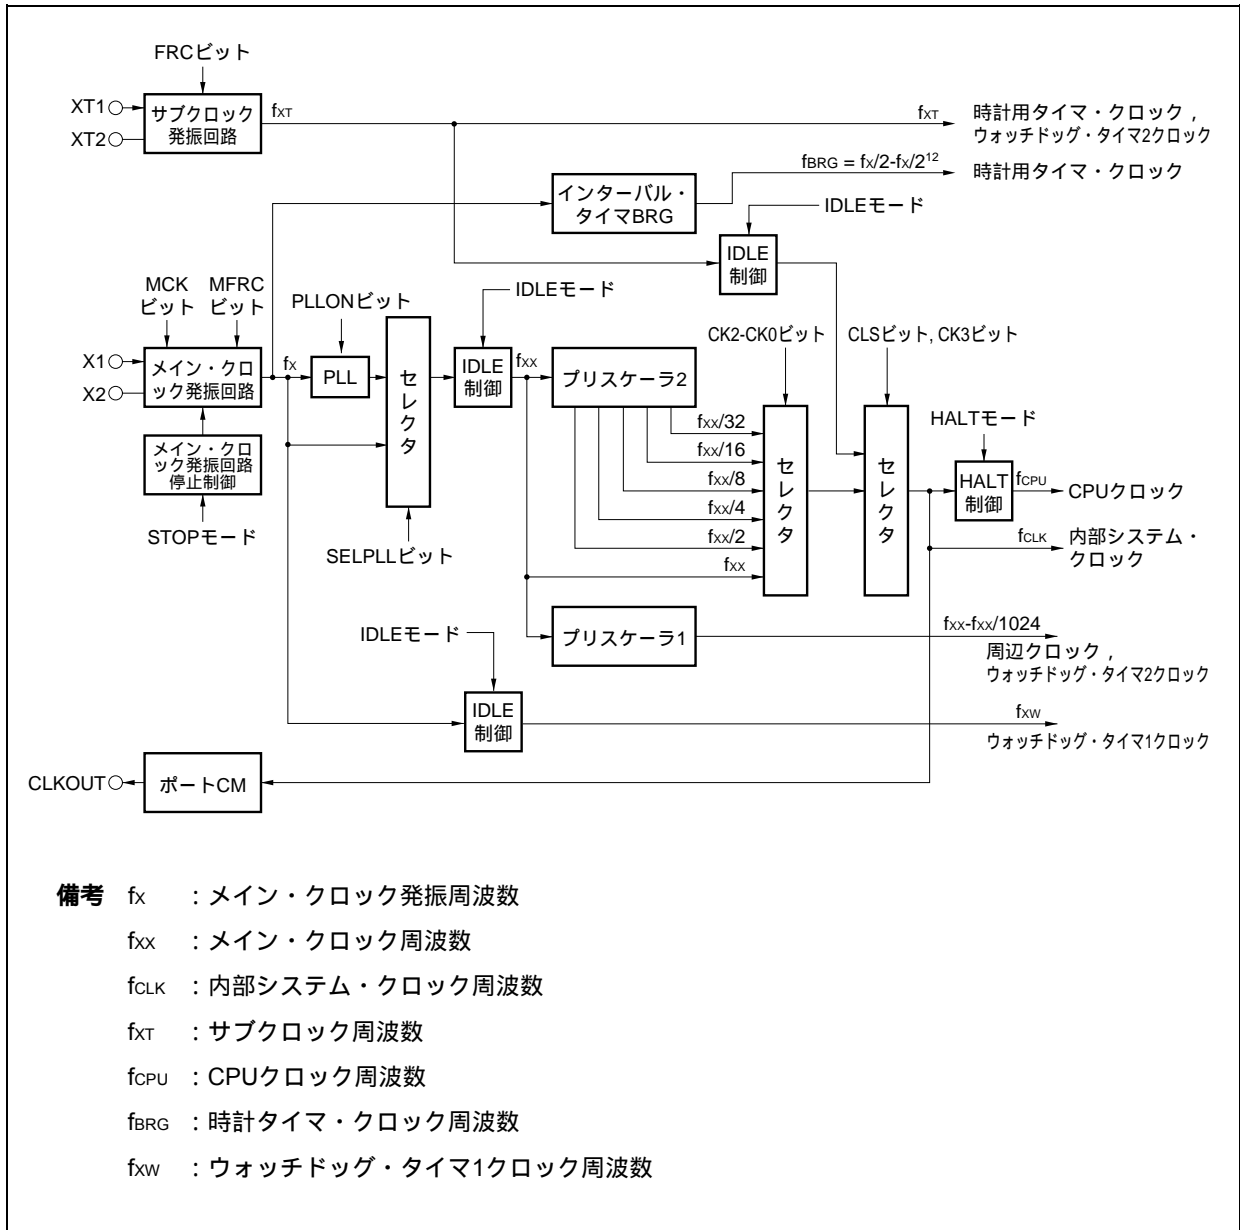 FRCビット
XT1
XT2
サブクロック
発振回路
fXT
fXT
時計用タイマ・クロック，
ウォッチドッグ・タイマ2クロック
fBRG = fX/2-fX/2¹²
時計用タイマ・クロック
インターバル・
タイマBRG
IDLEモード
IDLE
制御
MCK
ビット
MFRC
ビット
PLLONビット
IDLEモード
X1
X2
メイン・クロ
ック発振回路
fX
PLL
セレクタ
IDLE
制御
fXX
プリスケーラ2
CK2-CK0ビット
CLSビット, CK3ビット
メイン・クロ
ック発振回路
停止制御
STOPモード
SELPLLビット
fXX/32
fXX/16
fXX/8
fXX/4
fXX/2
fXX
セレクタ
セレクタ
HALTモード
HALT
制御
fCPU
CPUクロック
fCLK
内部システム・
クロック
プリスケーラ1
fXX-fXX/1024
周辺クロック，
ウォッチドッグ・タイマ2クロック
IDLEモード
IDLE
制御
fXW
ウォッチドッグ・タイマ1クロック
CLKOUT
ポートCM
備考 fX ：メイン・クロック発振周波数
fXX ：メイン・クロック周波数
fCLK ：内部システム・クロック周波数
fXT ：サブクロック周波数
fCPU ：CPUクロック周波数
fBRG ：時計タイマ・クロック周波数
fXW ：ウォッチドッグ・タイマ1クロック周波数